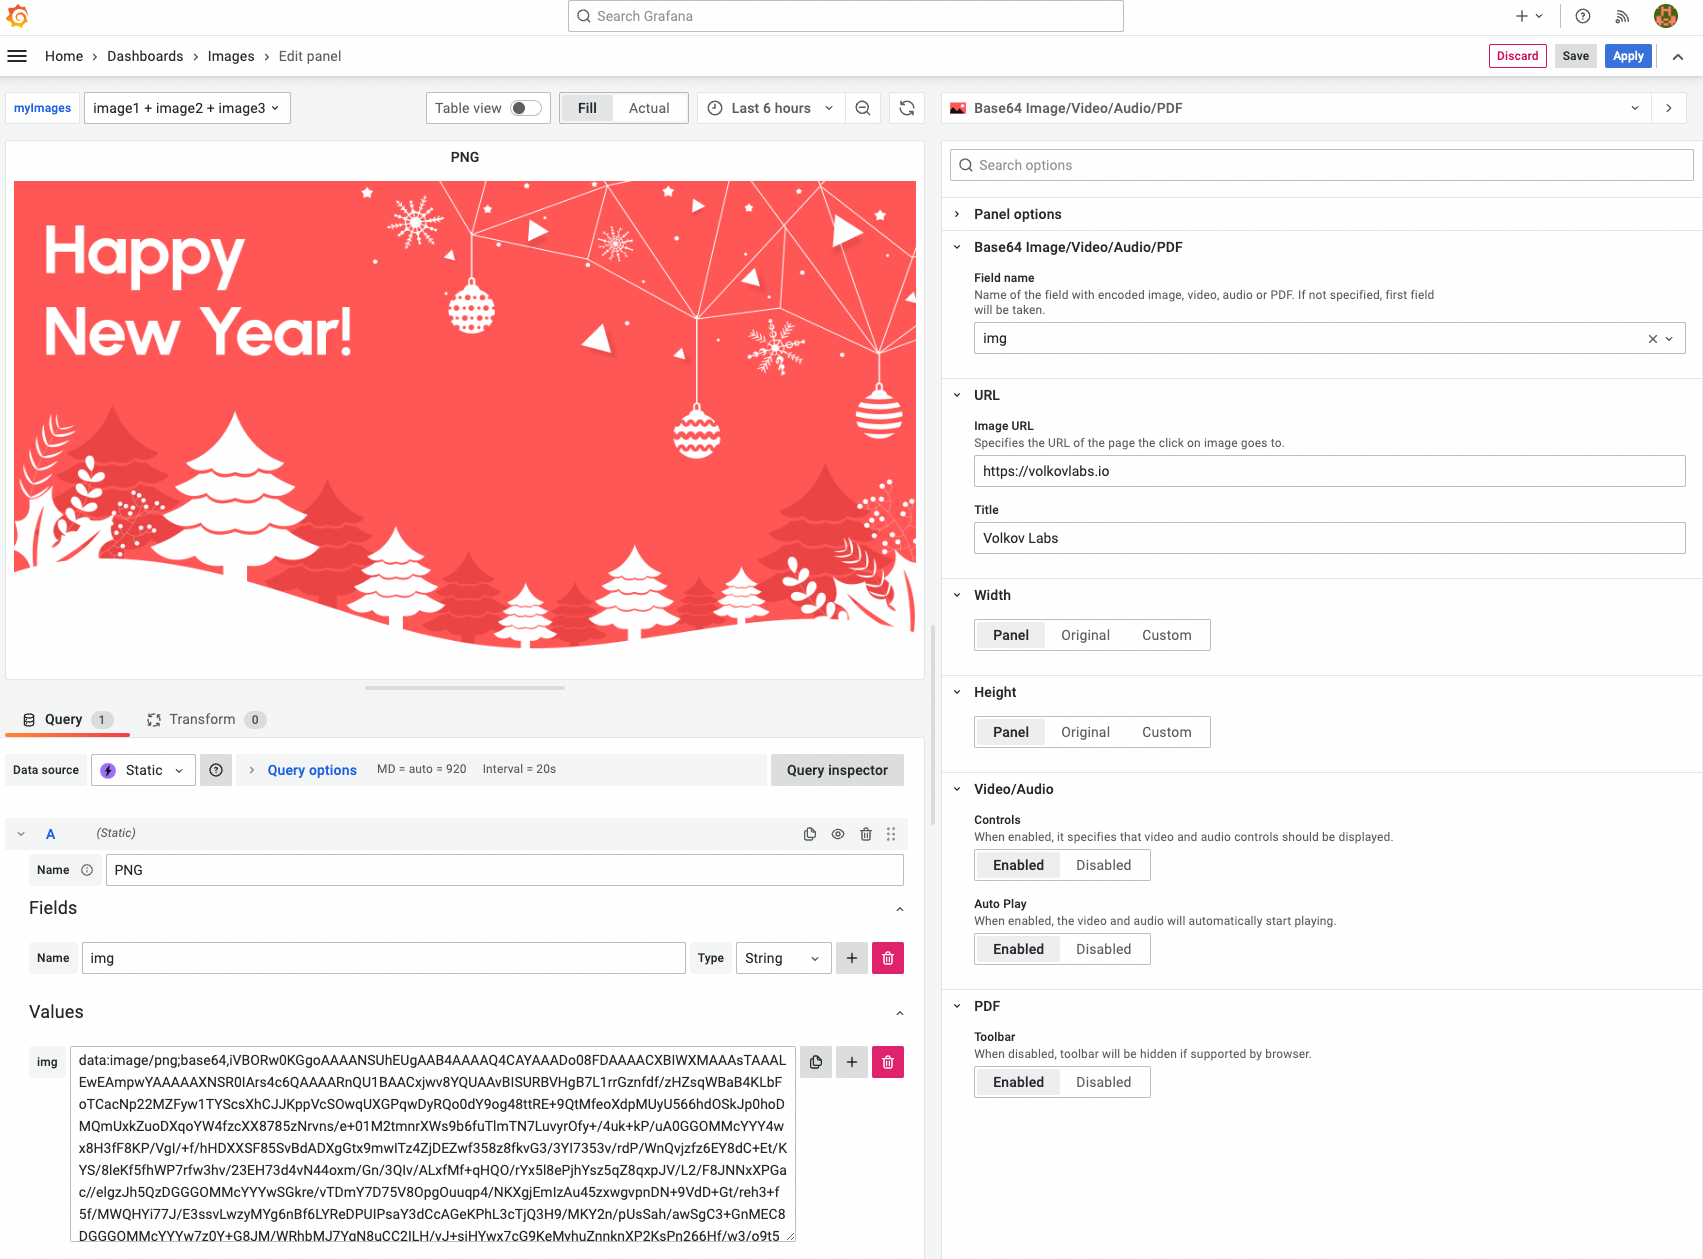 Search Grafana
Home › Dashboards › Images › Edit panel
Discard Save Apply
myImages image1 + image2 + image3
Table view Fill Actual Last 6 hours
Base64 Image/Video/Audio/PDF
PNG
Happy
New Year!
Query 1 Transform 0
Data source Static Query options MD = auto = 920 Interval = 20s Query inspector
A (Static)
Name PNG
Fields
Name img Type String
Values
img
data:image/png;base64,iVBORw0KGgoAAAANSUhEUgAAB4AAAAQ4CAYAAADo08FDAAAACXBIWXMAAAsTAAAL
Search options
Panel options
Base64 Image/Video/Audio/PDF
Field name
Name of the field with encoded image, video, audio or PDF. If not specified, first field
will be taken.
img
URL
Image URL
Specifies the URL of the page the click on image goes to.
https://volkovlabs.io
Title
Volkov Labs
Width
Panel Original Custom
Height
Panel Original Custom
Video/Audio
Controls
When enabled, it specifies that video and audio controls should be displayed.
Enabled Disabled
Auto Play
When enabled, the video and audio will automatically start playing.
Enabled Disabled
PDF
Toolbar
When disabled, toolbar will be hidden if supported by browser.
Enabled Disabled